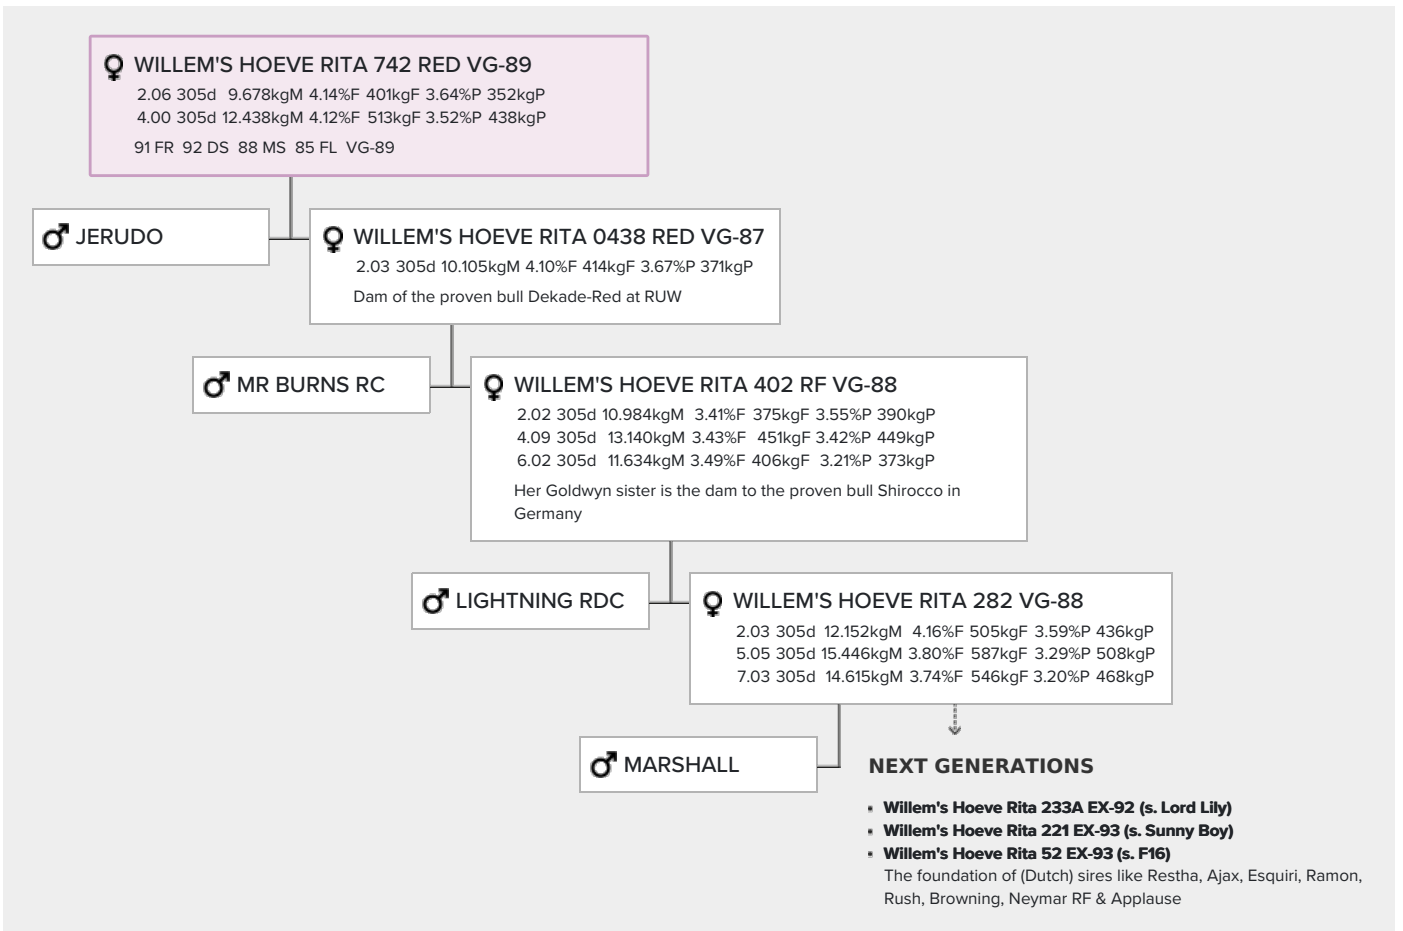 WILLEM'S HOEVE RITA 742 RED VG-89
2.06 305d 9.678kgM 4.14%F 401kgF 3.64%P 352kgP
4.00 305d 12.438kgM 4.12%F 513kgF 3.52%P 438kgP
91 FR 92 DS 88 MS 85 FL VG-89
JERUDO
WILLEM'S HOEVE RITA 0438 RED VG-87
2.03 305d 10.105kgM 4.10%F 414kgF 3.67%P 371kgP
Dam of the proven bull Dekade-Red at RUW
MR BURNS RC
WILLEM'S HOEVE RITA 402 RF VG-88
2.02 305d 10.984kgM 3.41%F 375kgF 3.55%P 390kgP
4.09 305d 13.140kgM 3.43%F 451kgF 3.42%P 449kgP
6.02 305d 11.634kgM 3.49%F 406kgF 3.21%P 373kgP
Her Goldwyn sister is the dam to the proven bull Shirocco in
Germany
LIGHTNING RDC
WILLEM'S HOEVE RITA 282 VG-88
2.03 305d 12.152kgM 4.16%F 505kgF 3.59%P 436kgP
5.05 305d 15.446kgM 3.80%F 587kgF 3.29%P 508kgP
7.03 305d 14.615kgM 3.74%F 546kgF 3.20%P 468kgP
MARSHALL
NEXT GENERATIONS
▪ Willem's Hoeve Rita 233A EX-92 (s. Lord Lily)
▪ Willem's Hoeve Rita 221 EX-93 (s. Sunny Boy)
▪ Willem's Hoeve Rita 52 EX-93 (s. F16)
The foundation of (Dutch) sires like Restha, Ajax, Esquiri, Ramon,
Rush, Browning, Neymar RF & Applause